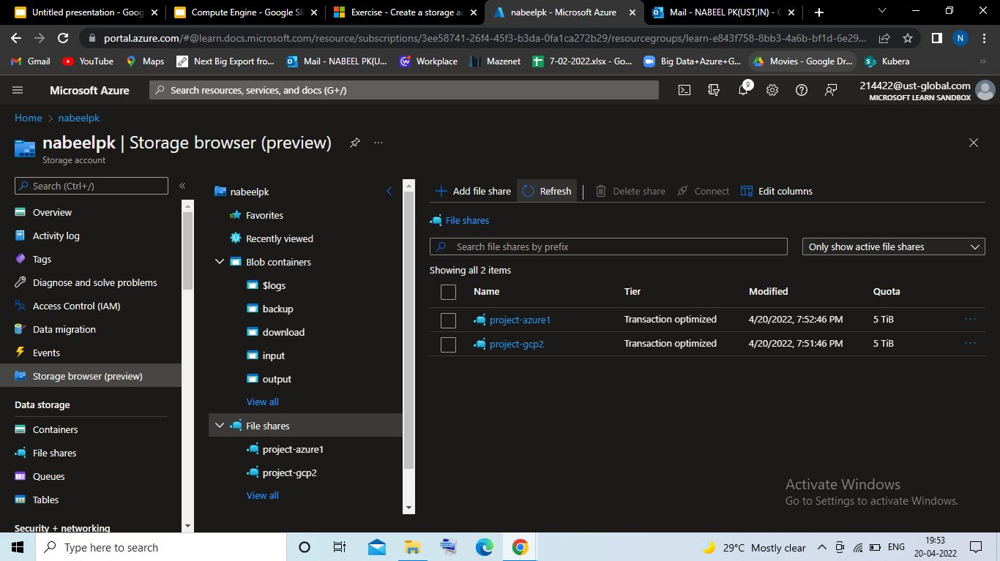 Untitled presentation - Goog
Compute Engine - Google Sli
Exercise - Create a storage ac
nabeelpk - Microsoft Azure
Mail - NABEEL PK(UST,IN) - O
portal.azure.com/#@learn.docs.microsoft.com/resource/subscriptions/3ee58741-26f4-45f3-b3da-0fa1ca272b29/resourcegroups/learn-e843f758-8bb3-4a6b-bf1d-6e29...
N
Gmail
YouTube
Maps
Next Big Export fro...
Mail - NABEEL PK(U...
Workplace
Mazenet
7-02-2022.xlsx - Go...
Big Data+Azure+G...
Movies - Google Dr...
Kubera
Microsoft Azure
Search resources, services, and docs (G+/)
9
214422@ust-global.com
MICROSOFT LEARN SANDBOX
Home > nabeelpk
nabeelpk | Storage browser (preview)
Storage account
Search (Ctrl+/)
Overview
Activity log
Tags
Diagnose and solve problems
Access Control (IAM)
Data migration
Events
Storage browser (preview)
Data storage
Containers
File shares
Queues
Tables
Security + networking
nabeelpk
Favorites
Recently viewed
Blob containers
$logs
backup
download
input
output
View all
File shares
project-azure1
project-gcp2
View all
Add file share
Refresh
Delete share
Connect
Edit columns
File shares
Search file shares by prefix
Only show active file shares
Showing all 2 items
Name Tier Modified Quota
project-azure1 Transaction optimized 4/20/2022, 7:52:46 PM 5 TiB
project-gcp2 Transaction optimized 4/20/2022, 7:51:46 PM 5 TiB
Activate Windows
Go to Settings to activate Windows.
Type here to search
29°C Mostly clear
ENG
19:53
20-04-2022